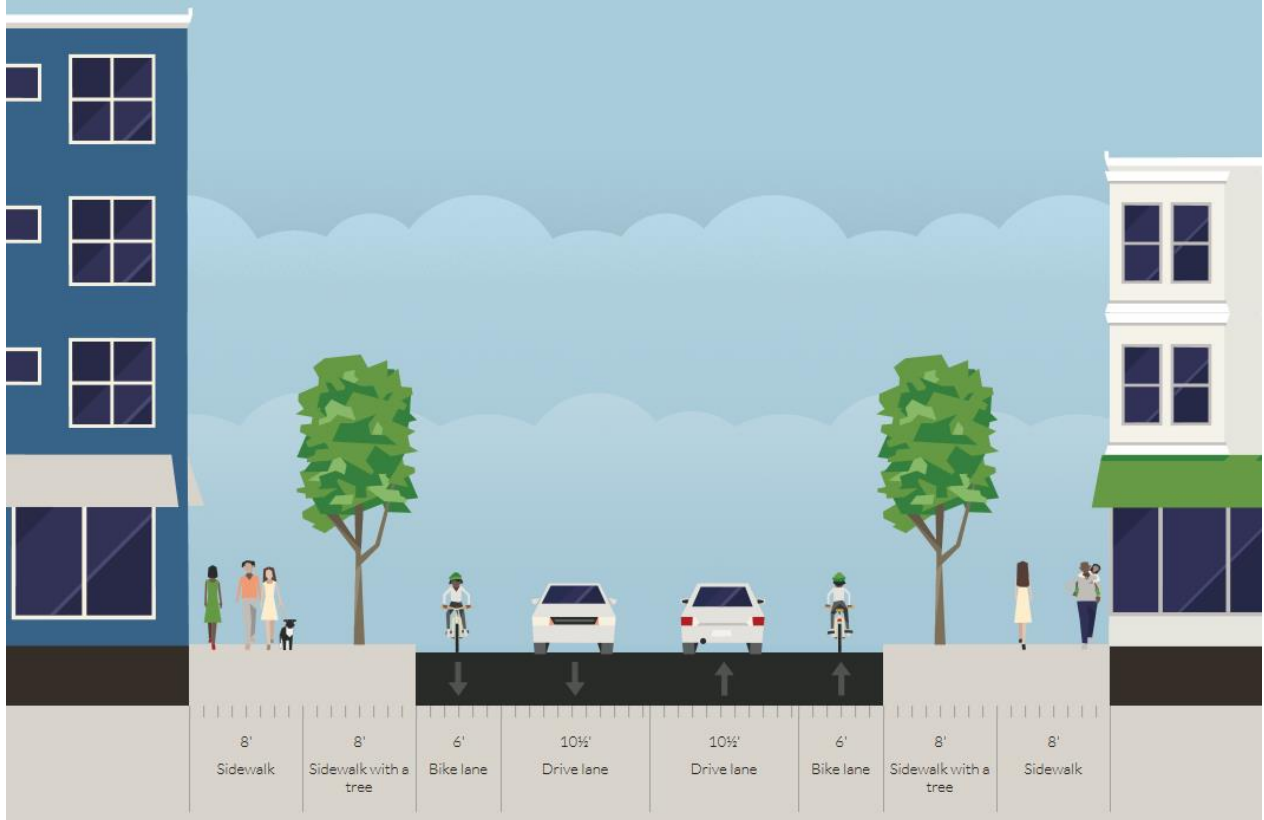 8' 8' 6' 10½' 10½' 6' 8' 8'
Sidewalk Sidewalk with a Bike lane Drive lane Drive lane Bike lane Sidewalk with a Sidewalk
tree tree